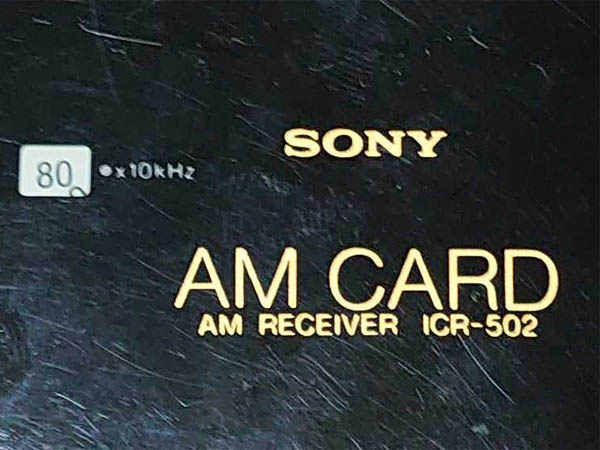 SONY
80 •x10kHz
AM CARD
AM RECEIVER ICR-502